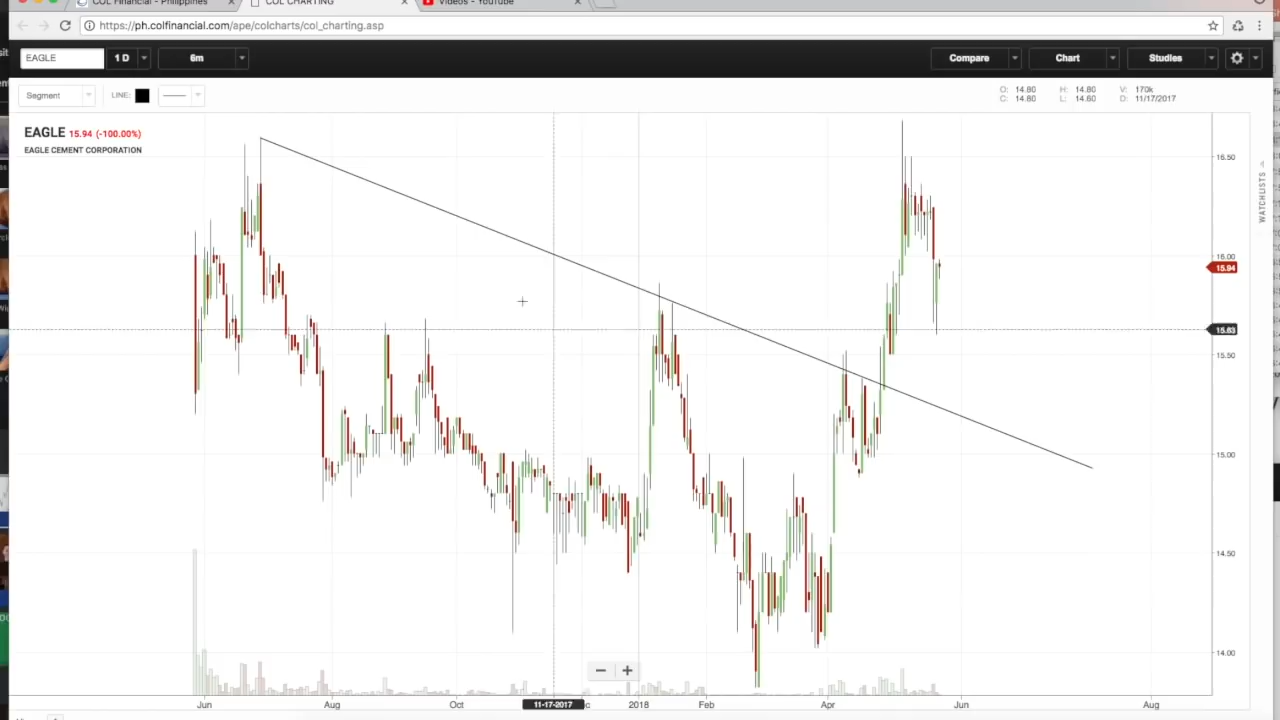 COL Financial - Philippines
COL CHARTING
Videos - YouTube
https://ph.colfinancial.com/ape/colcharts/col_charting.asp
EAGLE
1 D
6m
Compare
Chart
Studies
Segment
LINE:
O: 14.80 H: 14.80 V: 170k
C: 14.80 L: 14.60 D: 11/17/2017
EAGLE 15.94 (-100.00%)
EAGLE CEMENT CORPORATION
WATCHLISTS
16.50
16.00
15.94
15.63
15.50
15.00
14.50
14.00
Jun
Aug
Oct
11-17-2017
2018
Feb
Apr
Jun
Aug